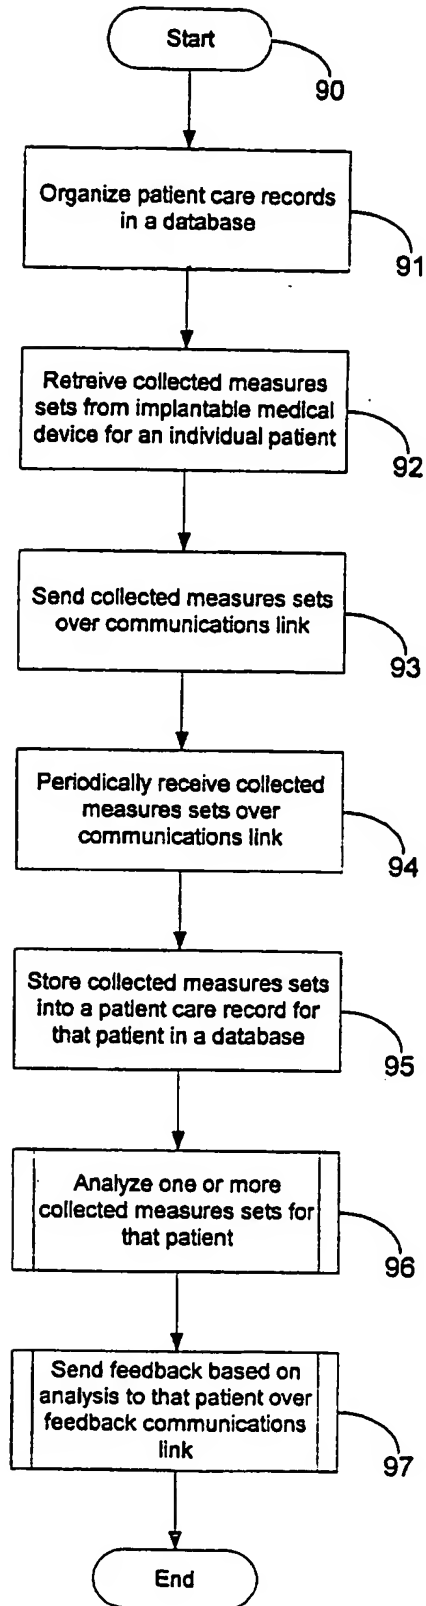 Start
90
Organize patient care records
in a database
91
Retreive collected measures
sets from implantable medical
device for an individual patient
92
Send collected measures sets
over communications link
93
Periodically receive collected
measures sets over
communications link
94
Store collected measures sets
into a patient care record for
that patient in a database
95
Analyze one or more
collected measures sets for
that patient
96
Send feedback based on
analysis to that patient over
feedback communications
link
97
End